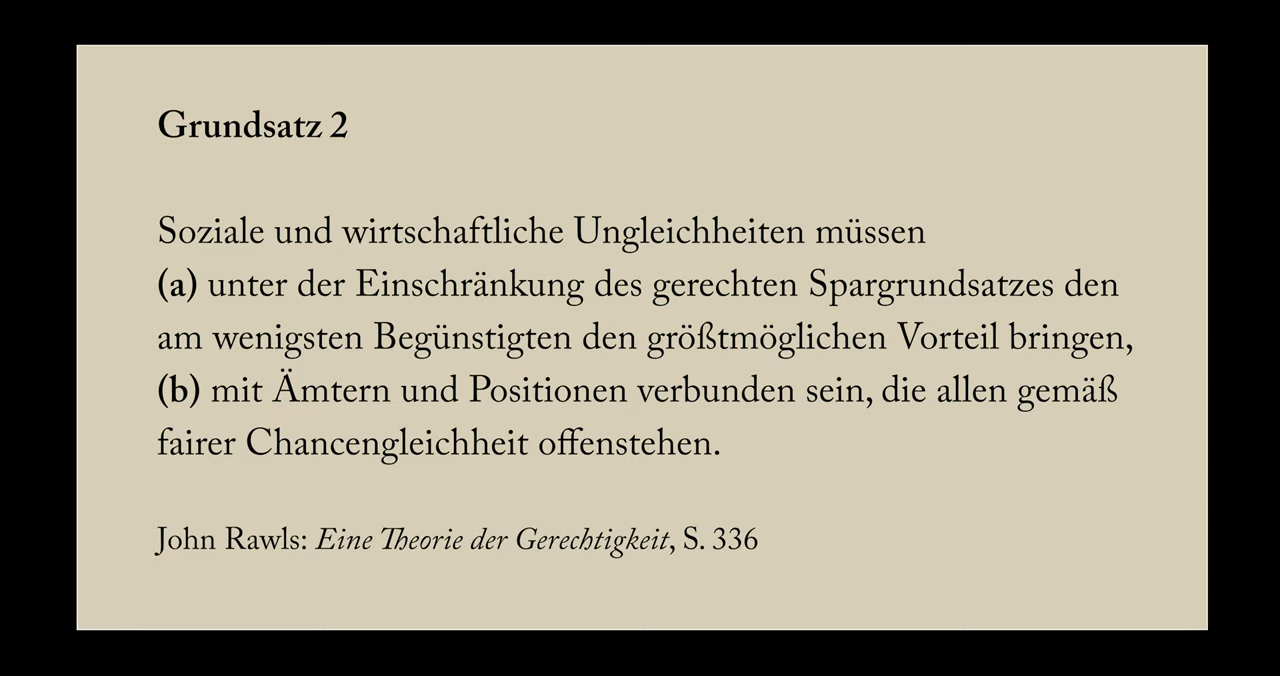 Grundsatz 2
Soziale und wirtschaftliche Ungleichheiten müssen
(a) unter der Einschränkung des gerechten Spargrundsatzes den
am wenigsten Begünstigten den größtmöglichen Vorteil bringen,
(b) mit Ämtern und Positionen verbunden sein, die allen gemäß
fairer Chancengleichheit offenstehen.
John Rawls: Eine Theorie der Gerechtigkeit, S. 336